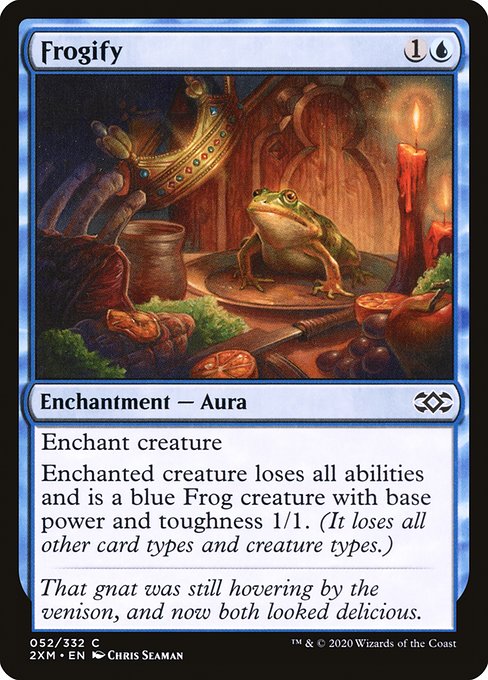 Frogify 1
Enchantment — Aura
Enchant creature
Enchanted creature loses all abilities
and is a blue Frog creature with base
power and toughness 1/1. (It loses all
other card types and creature types.)
That gnat was still hovering by the
venison, and now both looked delicious.
052/332 C
2XM • EN Chris Seaman
™ & © 2020 Wizards of the Coast